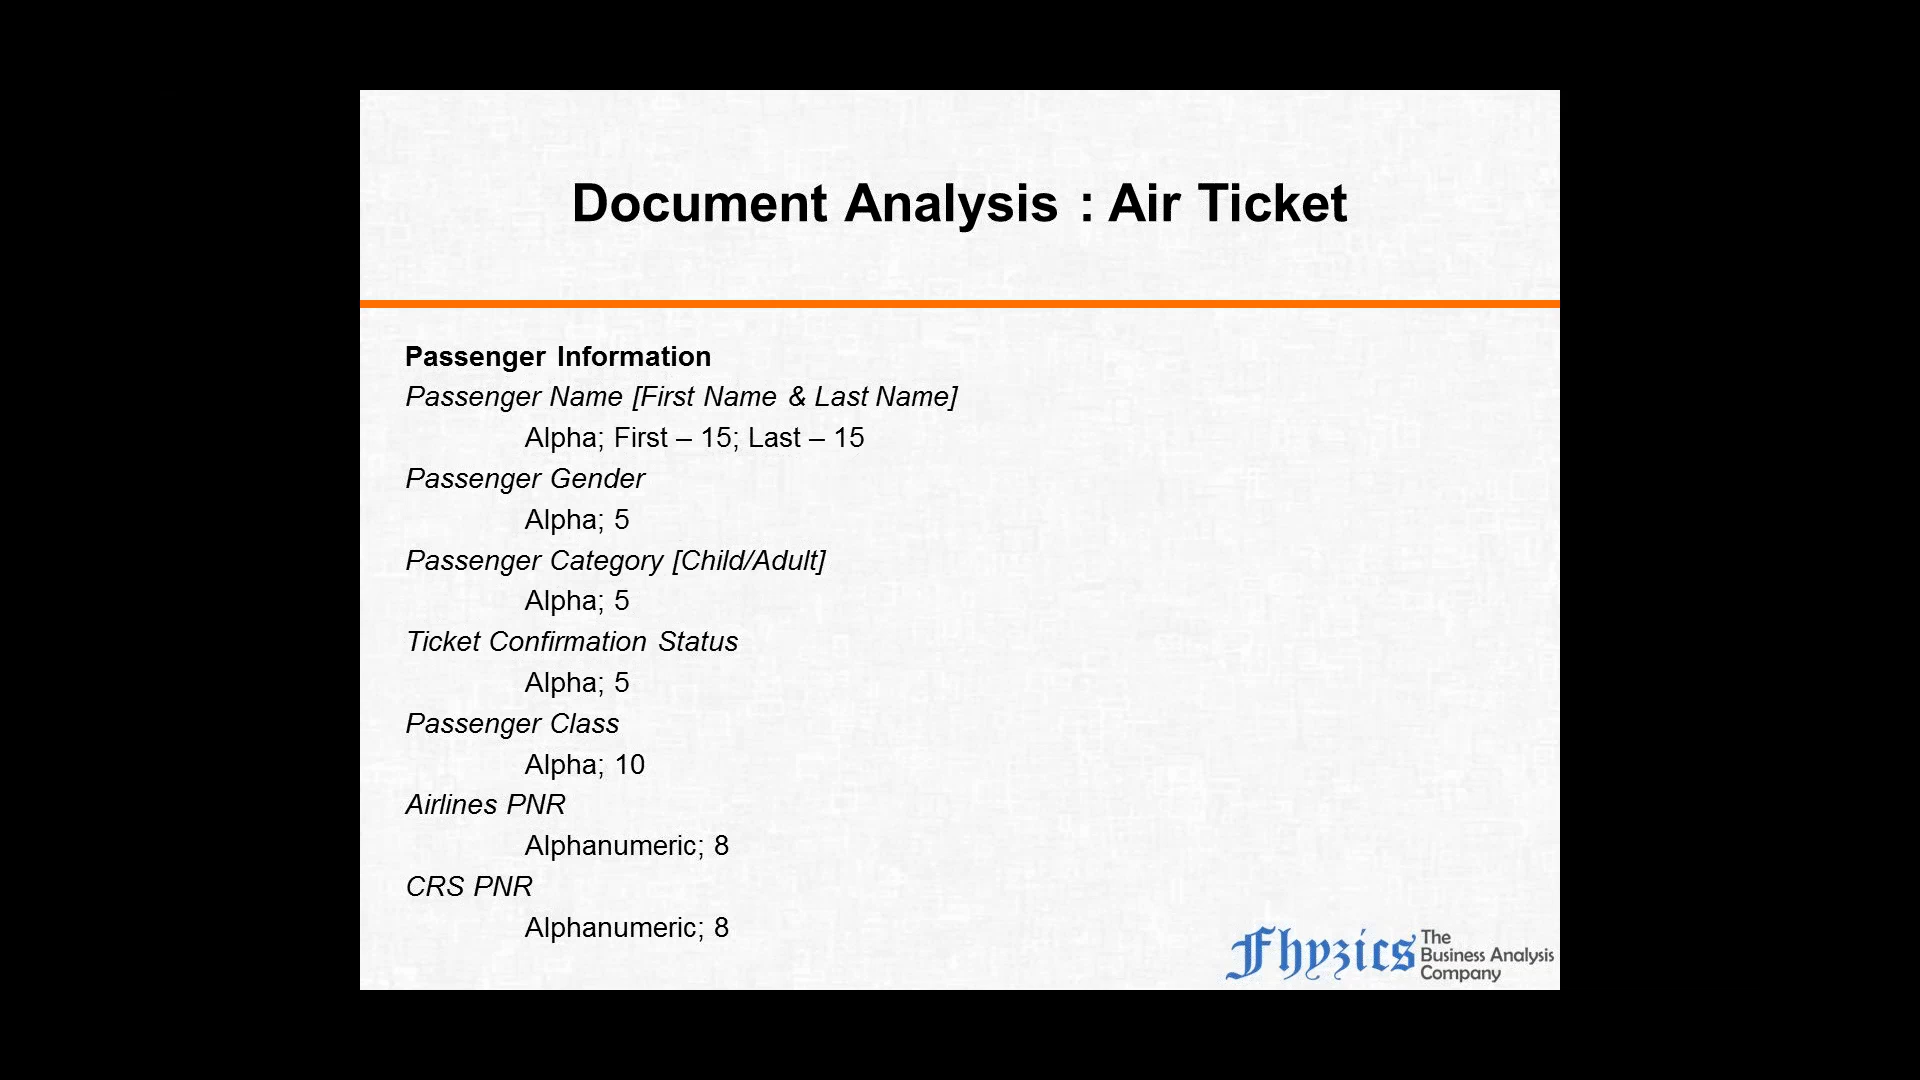 Document Analysis : Air Ticket
Passenger Information
Passenger Name [First Name & Last Name]
Alpha; First – 15; Last – 15
Passenger Gender
Alpha; 5
Passenger Category [Child/Adult]
Alpha; 5
Ticket Confirmation Status
Alpha; 5
Passenger Class
Alpha; 10
Airlines PNR
Alphanumeric; 8
CRS PNR
Alphanumeric; 8
Fhyzics
The
Business Analysis
Company